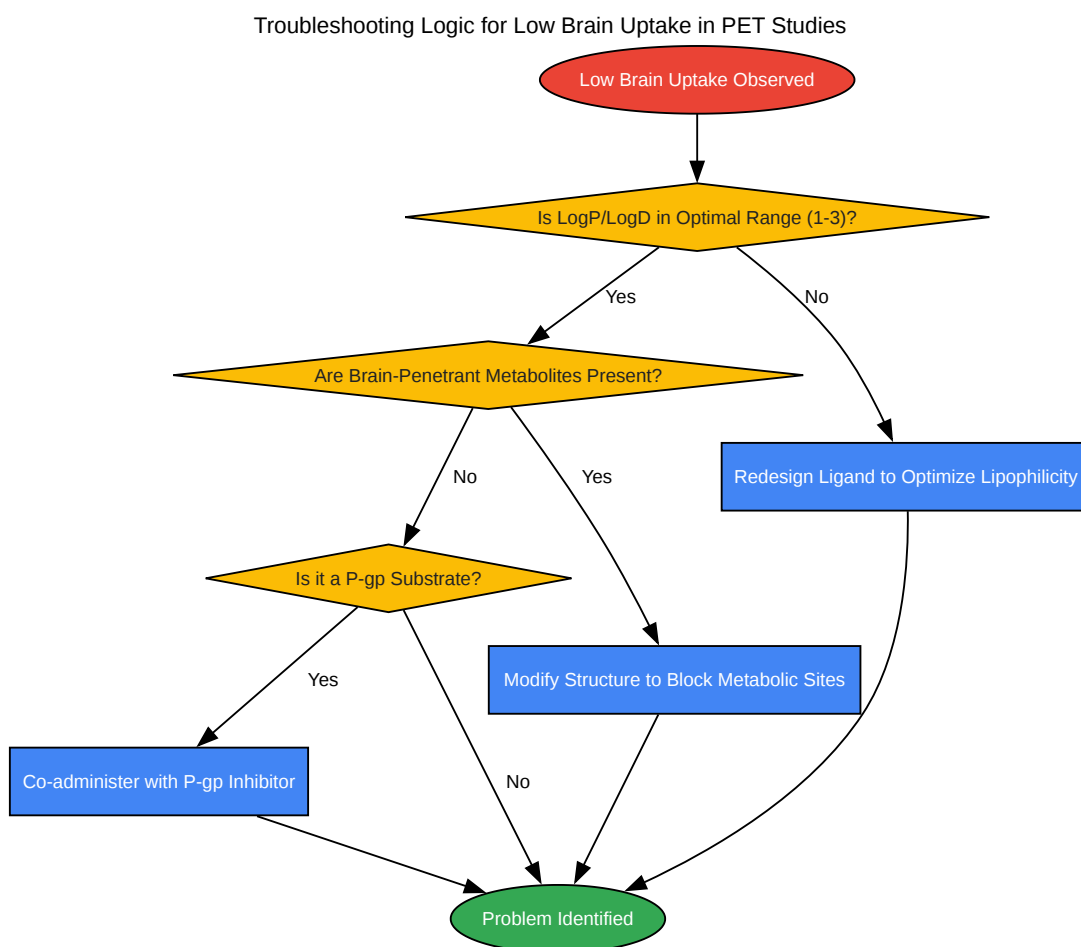 Troubleshooting Logic for Low Brain Uptake in PET Studies
Low Brain Uptake Observed
Is LogP/LogD in Optimal Range (1-3)?
Yes
No
Are Brain-Penetrant Metabolites Present?
No
Yes
Redesign Ligand to Optimize Lipophilicity
Is it a P-gp Substrate?
Yes
Modify Structure to Block Metabolic Sites
Co-administer with P-gp Inhibitor
No
Problem Identified